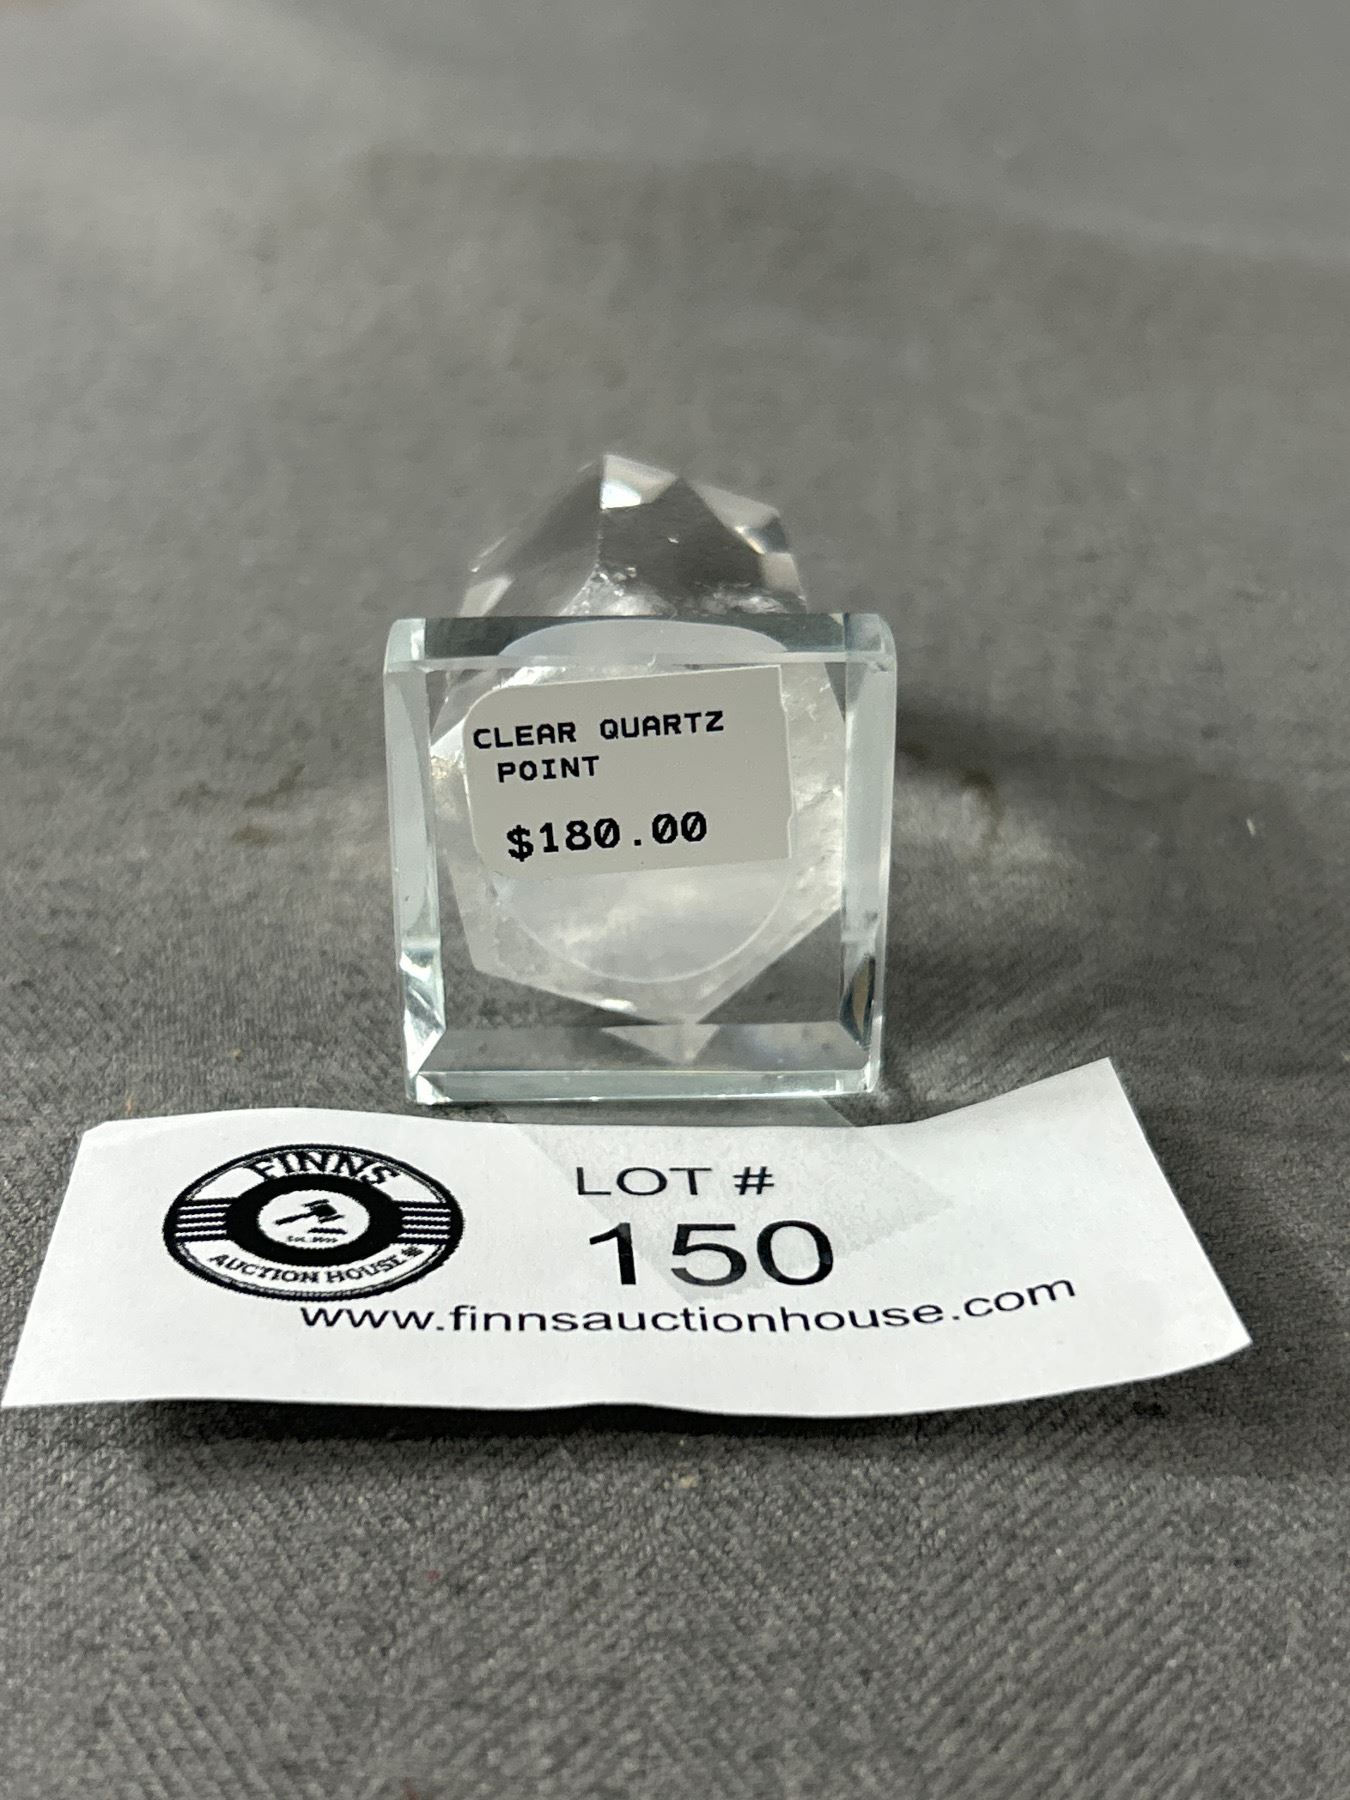 CLEAR QUARTZ
POINT
$180.00
FINNS
AUCTION HOUSE
LOT #
150
www.finnsauctionhouse.com